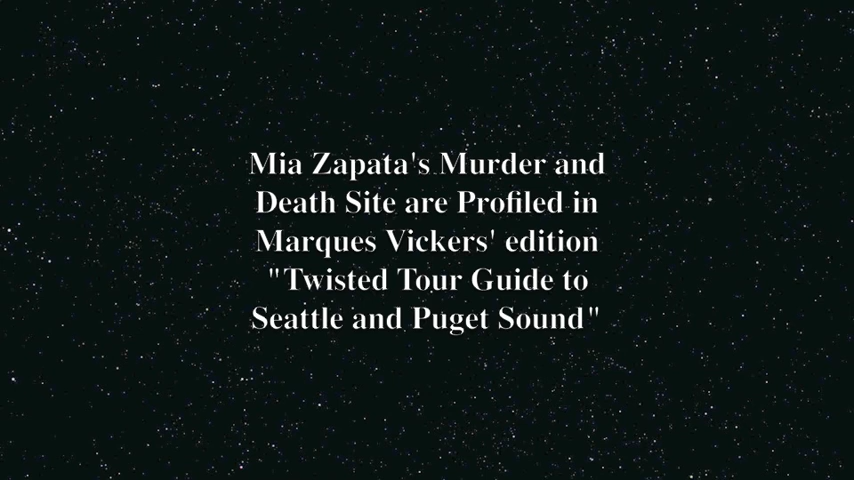 Mia Zapata's Murder and
Death Site are Profiled in
Marques Vickers' edition
"Twisted Tour Guide to
Seattle and Puget Sound"